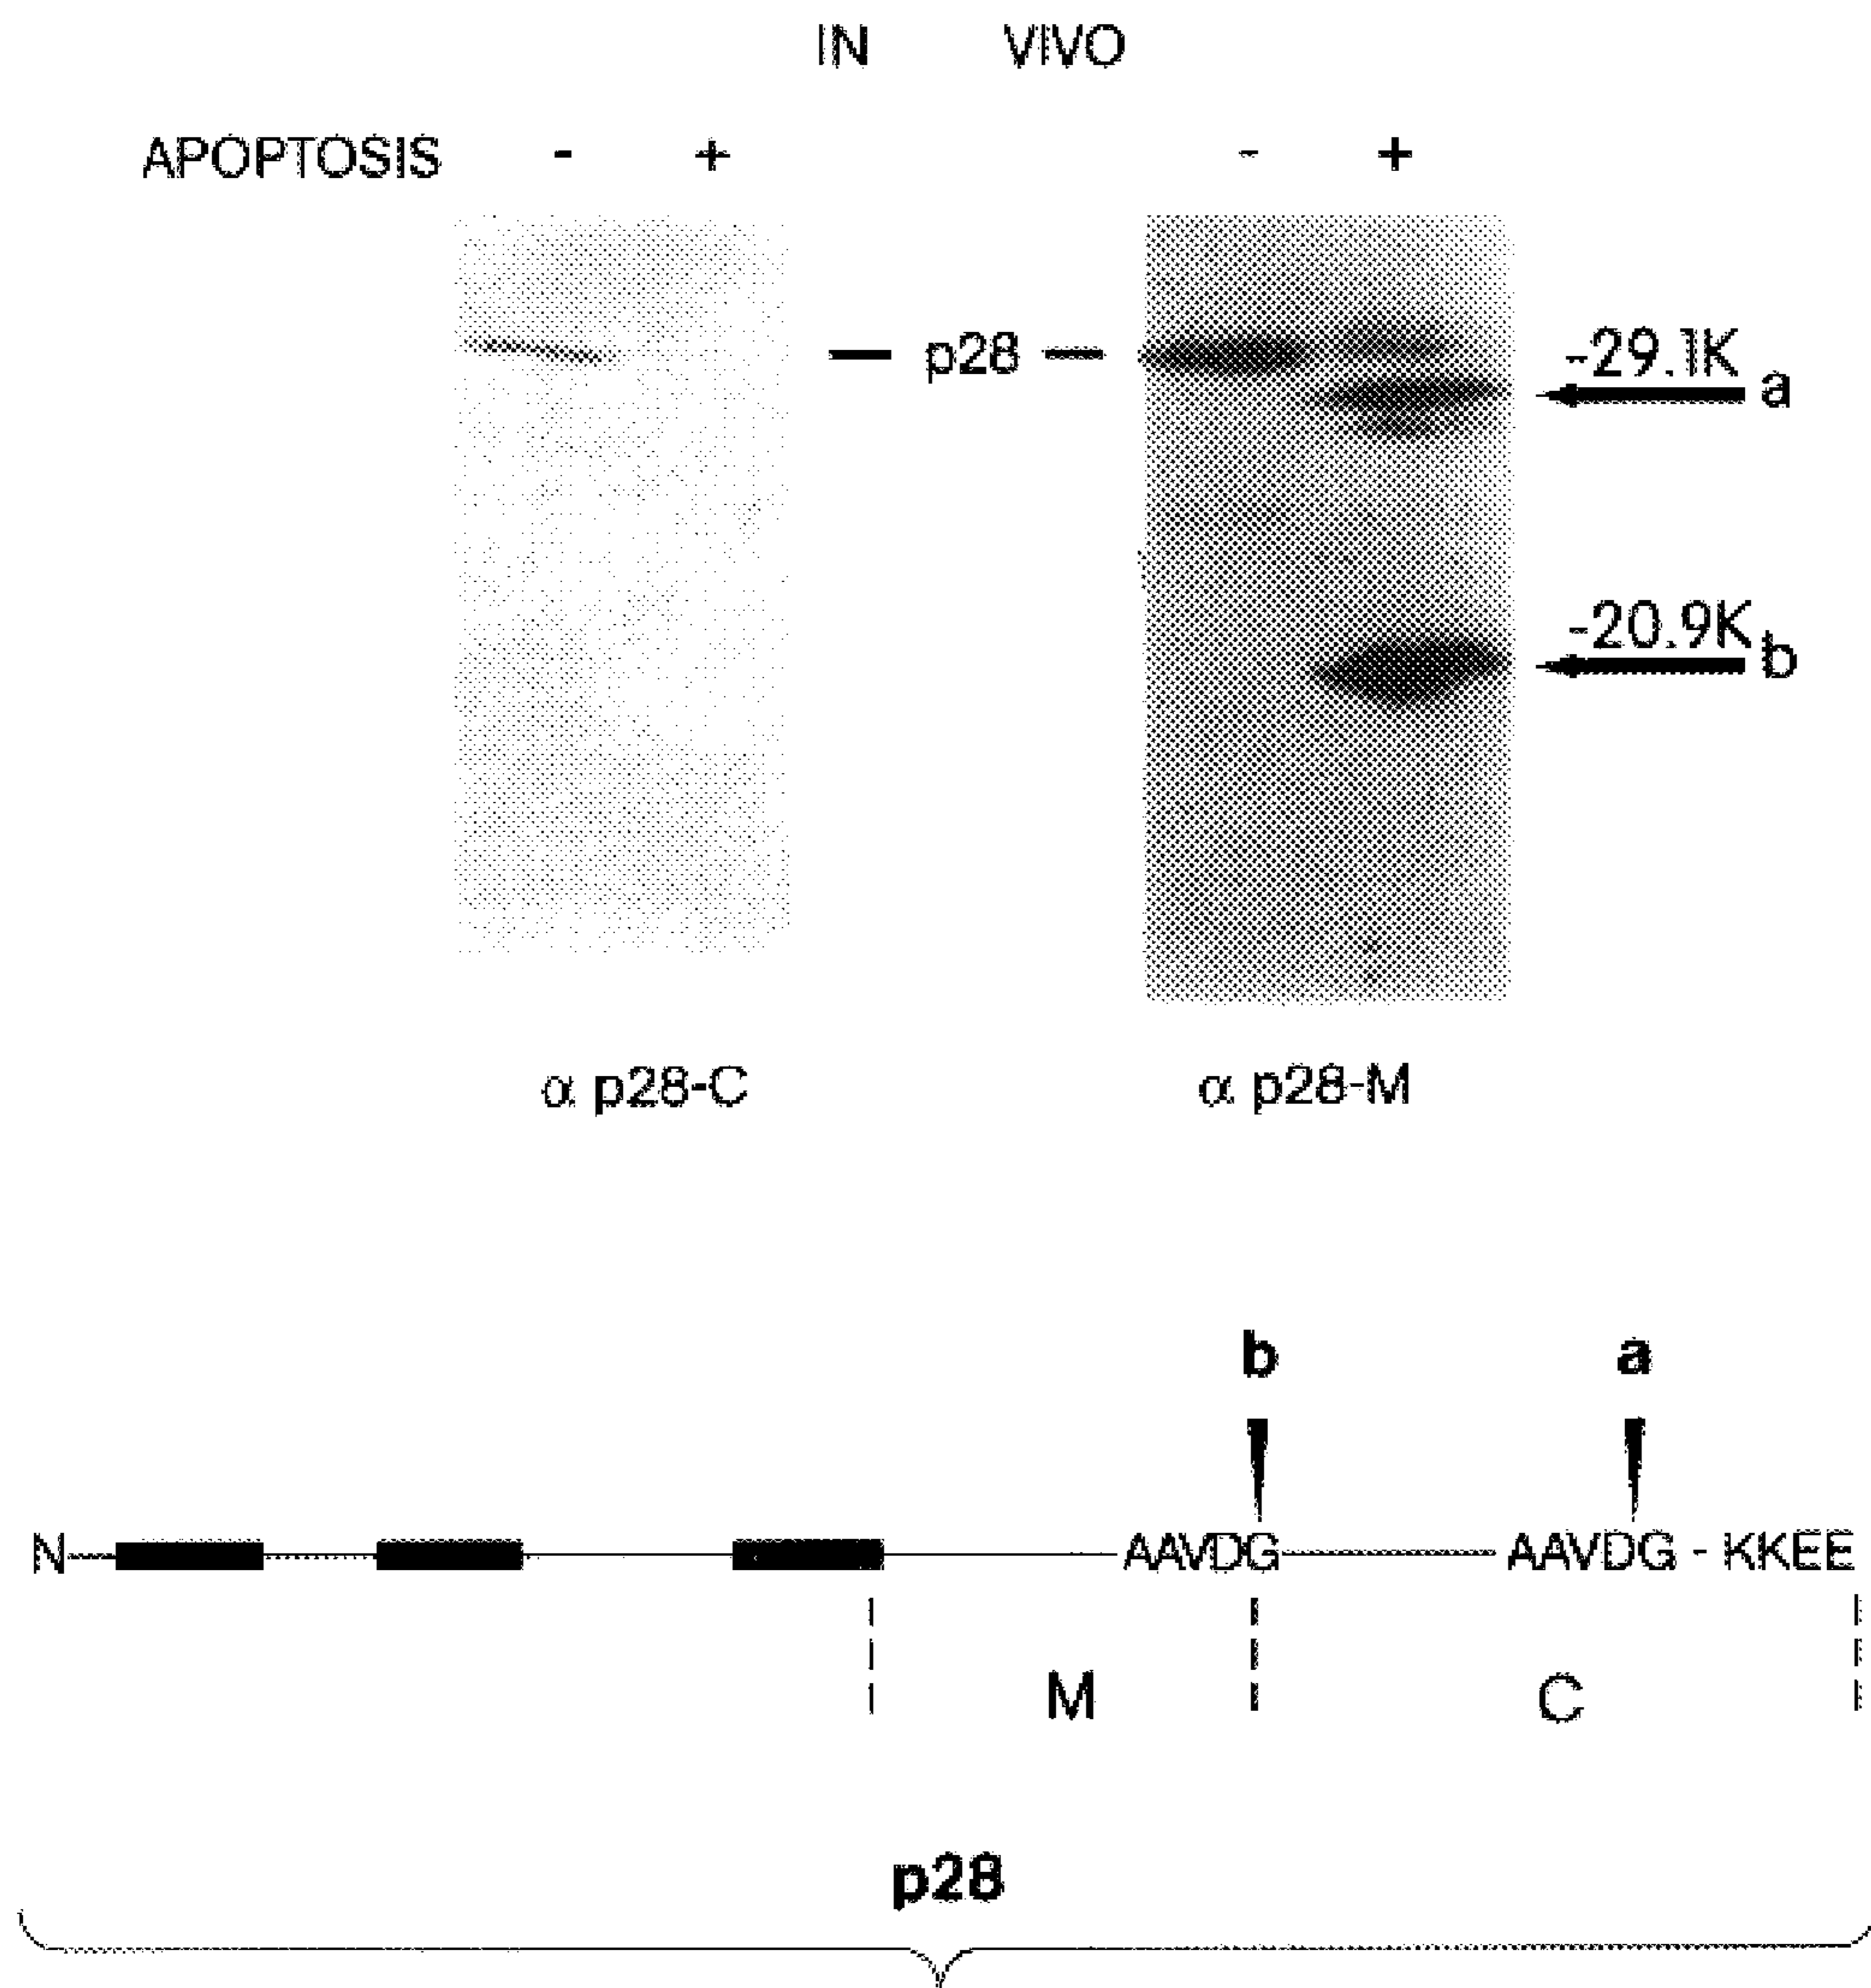 IN VIVO
APOPTOSIS - + - +
— p28 —
-29.1K
a
-20.9K
b
α p28-C α p28-M
b a
N AAVDG AAVDG - KKEE
M C
p28